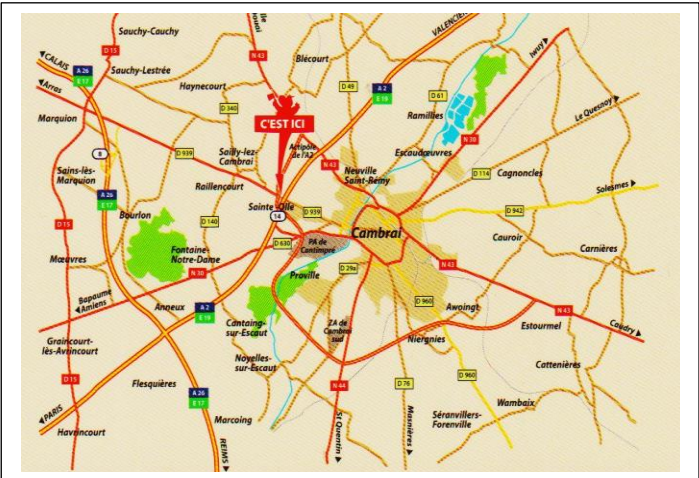 Sauchy-Cauchy
VALENCIEN
D 15
N 43
Blécourt
Iwuy
CALAIS
A 26
E 17
Sauchy-Lestrée
Haynecourt
D 49
A 2
E 19
D 61
Arras
Marquion
D 340
C'EST ICI
Ramillies
Le Quesnoy
N 30
8
D 939
Sailly-lez-
Cambrai
Actipôle
de l'A2
N 43
Escaudœuvres
Sains-lès-
Marquion
Raillencourt
Neuville
Saint-Rémy
D 114
Cagnoncles
Solesmes
A 26
E 17
Bourlon
Sainte-Olle
14
D 939
D 942
D 15
D 140
Cambrai
Cauroir
Fontaine-
Notre-Dame
D 630
PA de
Cantimpré
Carnières
Mœuvres
N 30
Proville
D 29a
N 43
Bapaume
Amiens
Anneux
A 2
E 19
D 960
Awoingt
N 43
Cantaing-
sur-Escaut
ZA de
Cambrai
sud
Estourmel
Caudry
Graincourt-
lès-Avrincourt
Niergnies
Noyelles-
sur-Escaut
Cattenières
D 15
Flesquières
A 26
E 17
N 44
D 76
D 960
PARIS
Marcoing
St Quentin
Masnières
Séranvillers-
Forenville
Wambaix
Havrincourt
REIMS